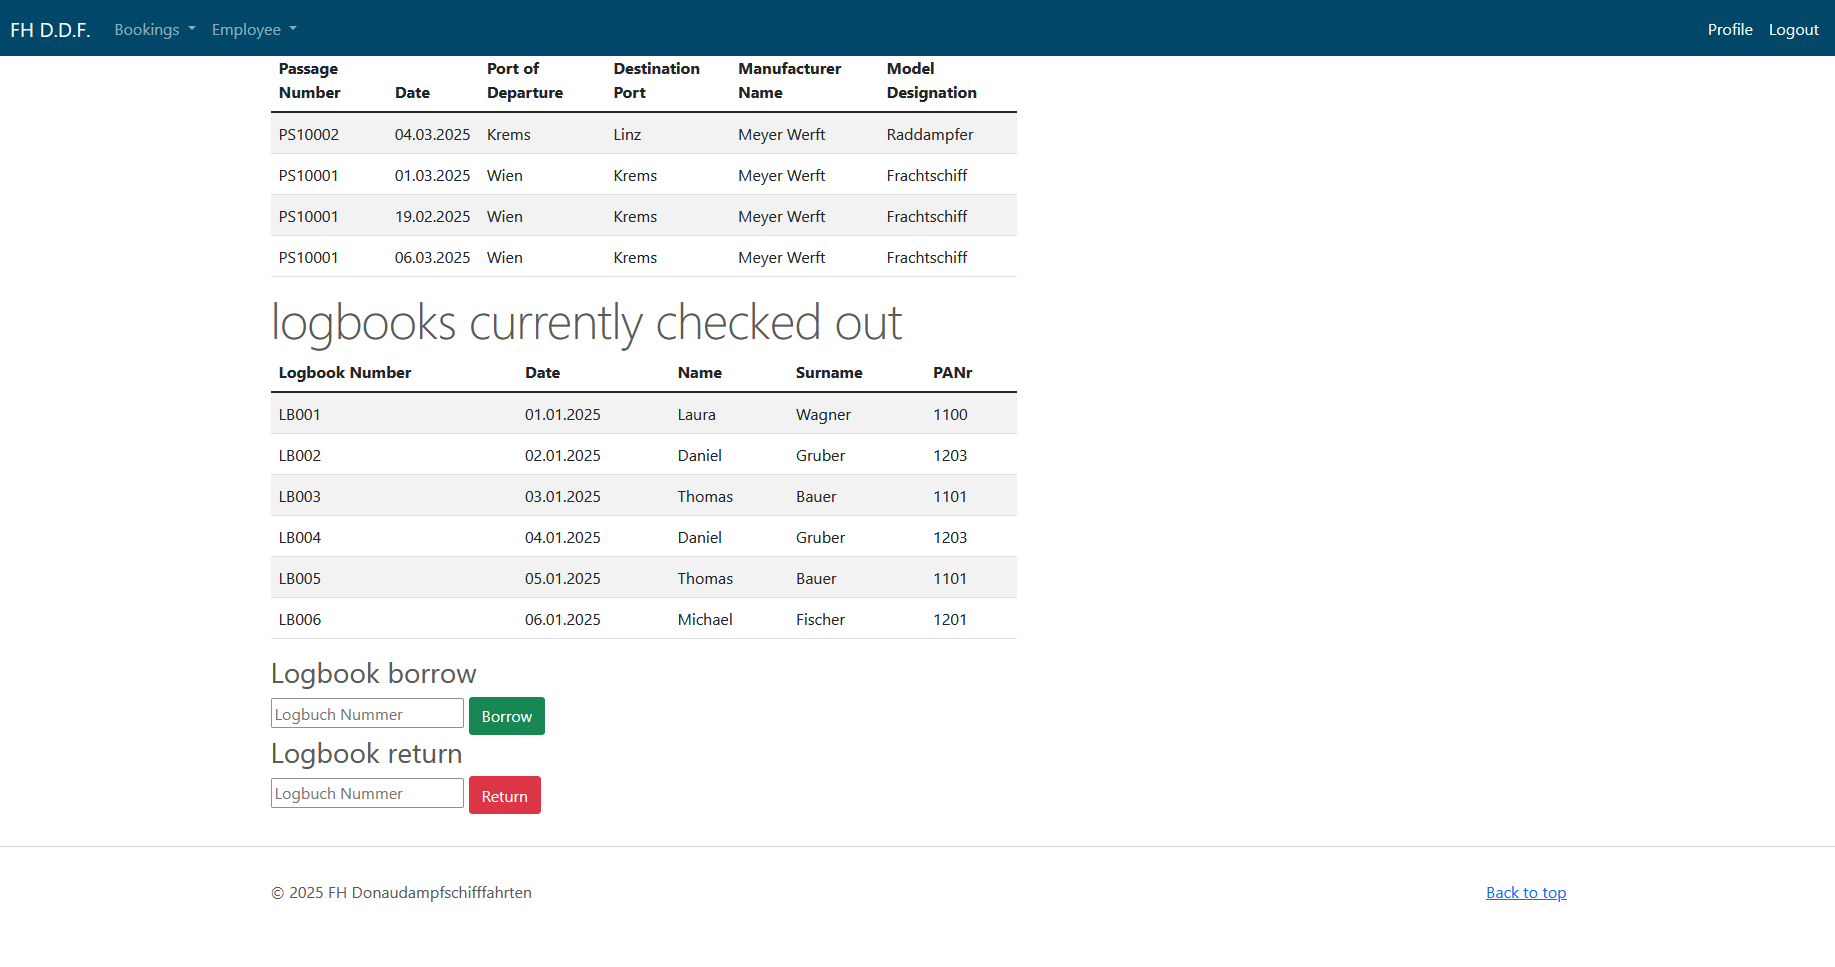 FH D.D.F. Bookings Employee Profile Logout
Passage Number Date Port of Departure Destination Port Manufacturer Name Model Designation
PS10002 04.03.2025 Krems Linz Meyer Werft Raddampfer
PS10001 01.03.2025 Wien Krems Meyer Werft Frachtschiff
PS10001 19.02.2025 Wien Krems Meyer Werft Frachtschiff
PS10001 06.03.2025 Wien Krems Meyer Werft Frachtschiff
logbooks currently checked out
Logbook Number Date Name Surname PANr
LB001 01.01.2025 Laura Wagner 1100
LB002 02.01.2025 Daniel Gruber 1203
LB003 03.01.2025 Thomas Bauer 1101
LB004 04.01.2025 Daniel Gruber 1203
LB005 05.01.2025 Thomas Bauer 1101
LB006 06.01.2025 Michael Fischer 1201
Logbook borrow
Logbuch Nummer Borrow
Logbook return
Logbuch Nummer Return
© 2025 FH Donaudampfschifffahrten Back to top